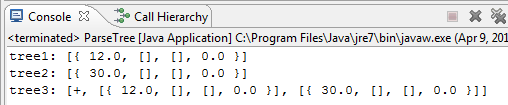 Console Call Hierarchy
<terminated> ParseTree [Java Application] C:\Program Files\Java\jre7\bin\javaw.exe (Apr 9, 201
tree1: [{ 12.0, [], [], 0.0 }]
tree2: [{ 30.0, [], [], 0.0 }]
tree3: [+, [{ 12.0, [], [], 0.0 }], [{ 30.0, [], [], 0.0 }]]